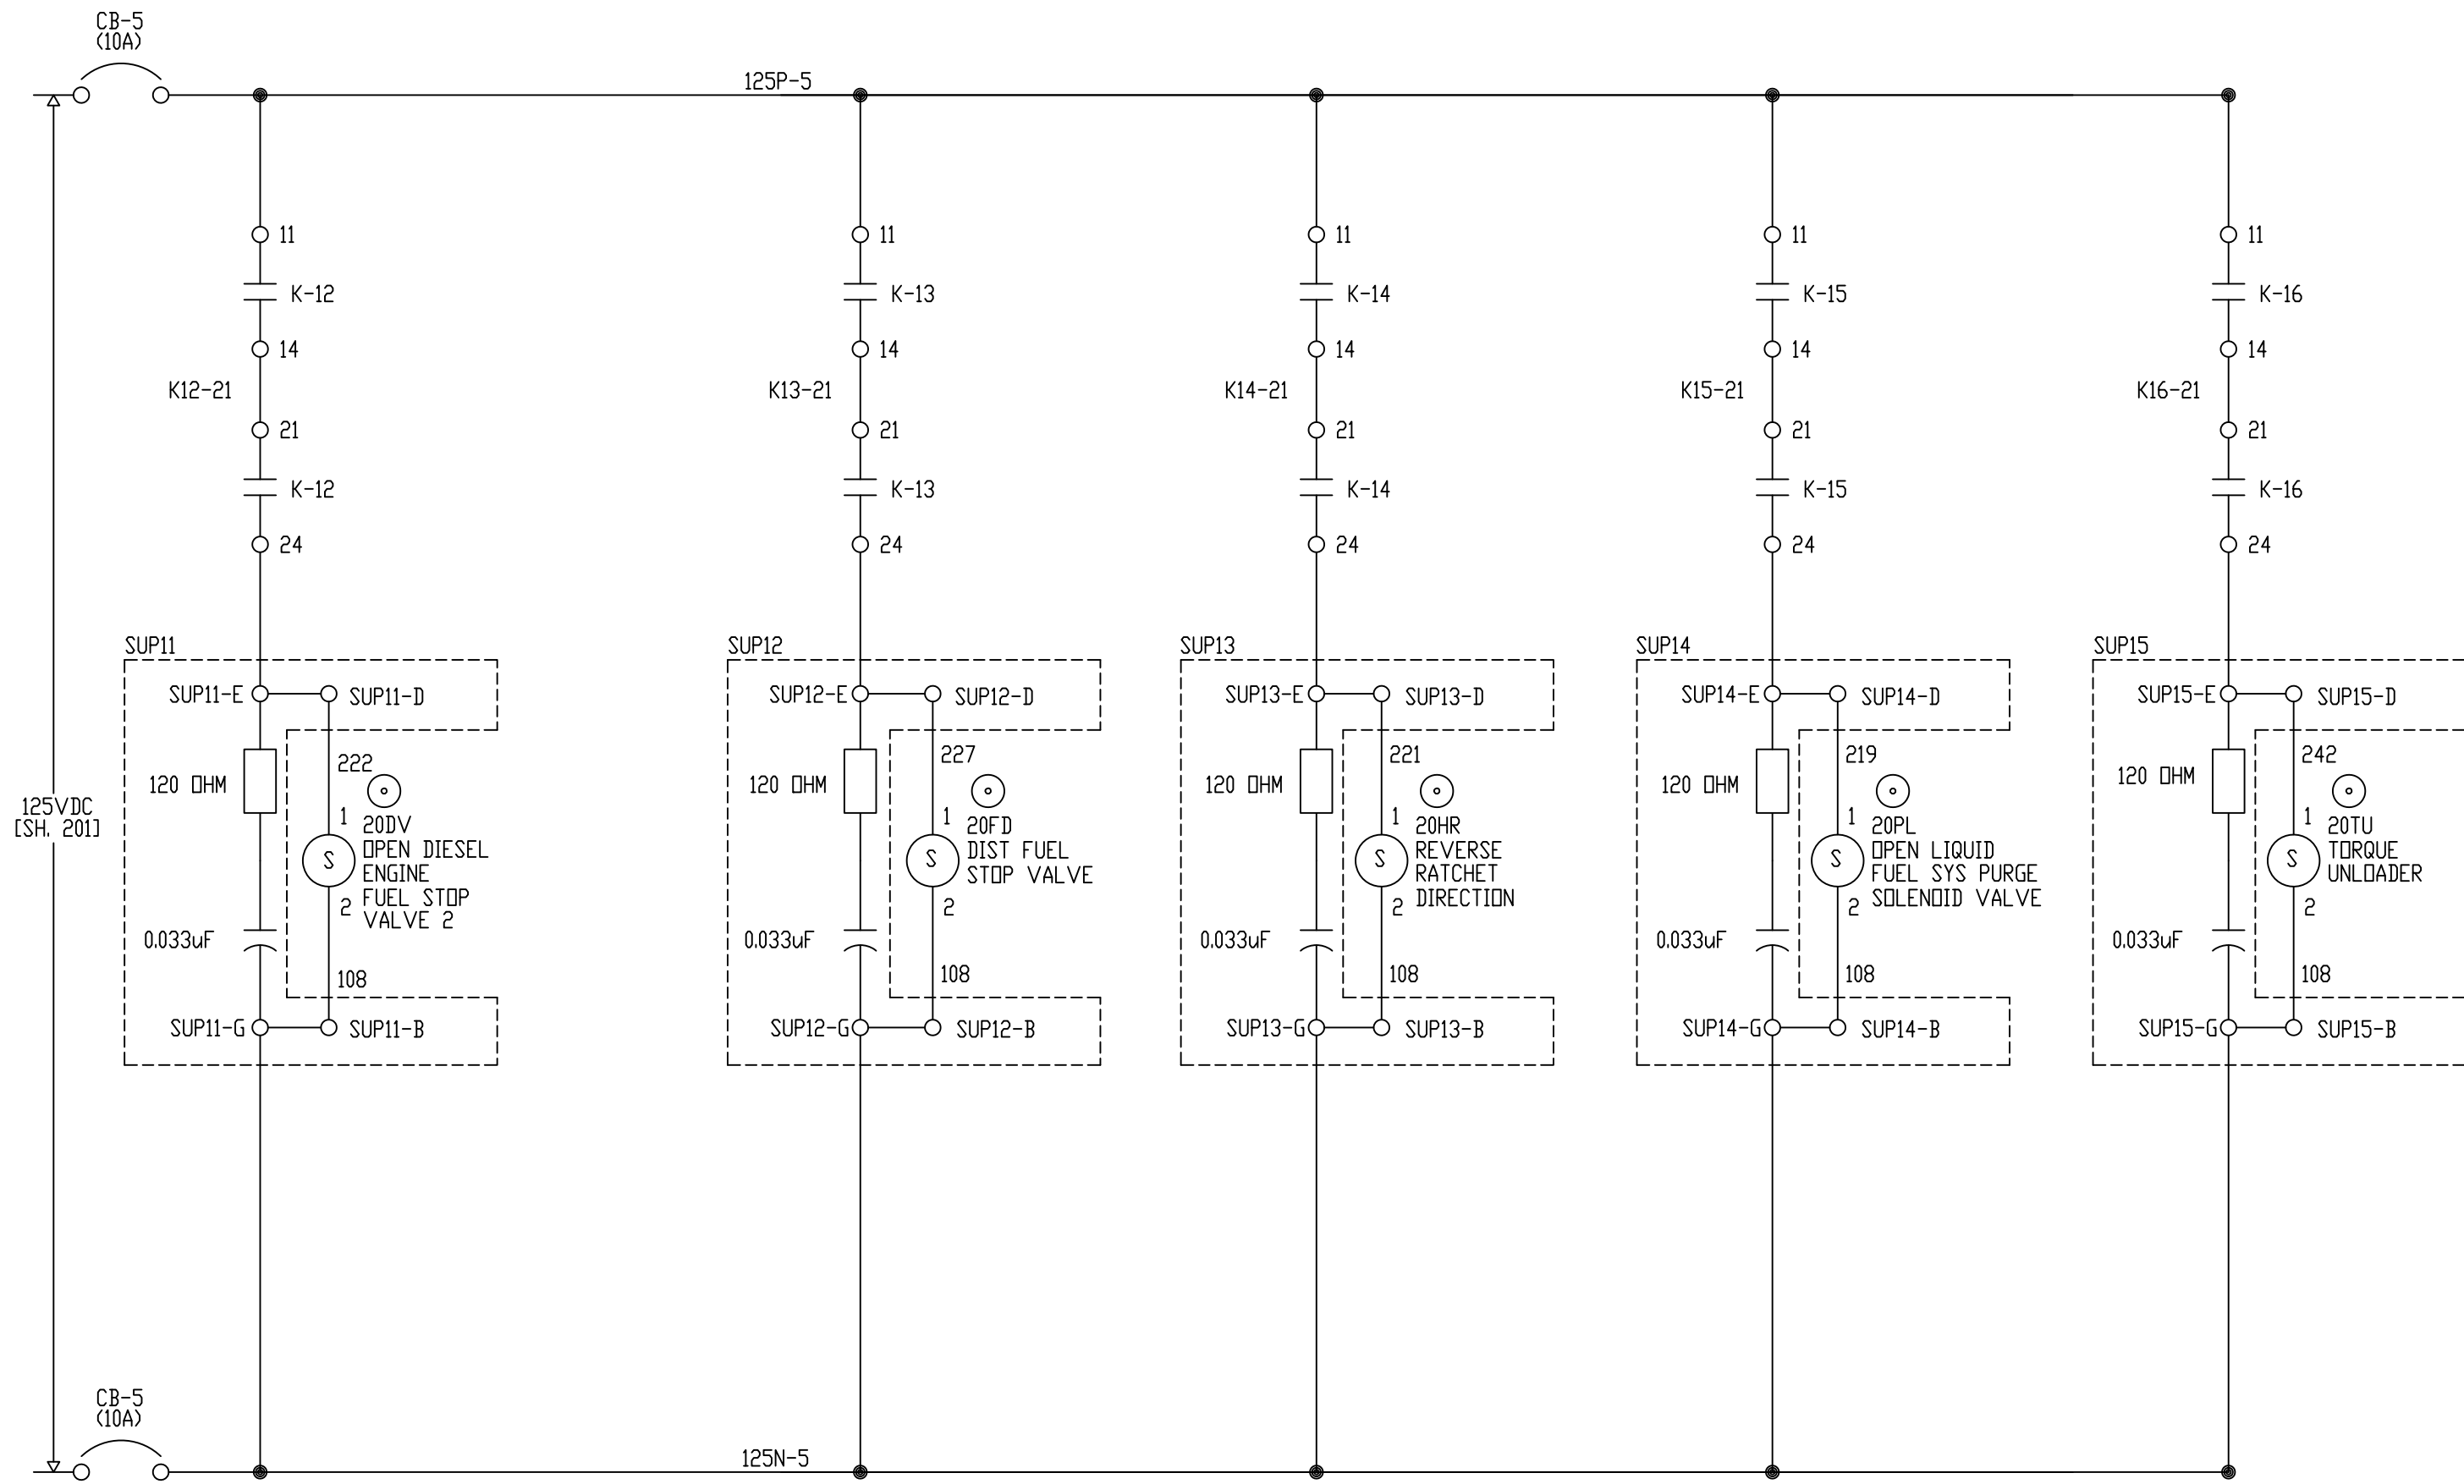 CB-5
(10A)
125P-5
11
11
11
11
11
K-12
K-13
K-14
K-15
K-16
14
14
14
14
14
K12-21
K13-21
K14-21
K15-21
K16-21
21
21
21
21
21
K-12
K-13
K-14
K-15
K-16
24
24
24
24
24
125VDC
[SH. 201]
SUP11
SUP11-E
SUP11-D
120 OHM
222
1
S
2
20DV
OPEN DIESEL
ENGINE
FUEL STOP
VALVE 2
0.033uF
108
SUP11-G
SUP11-B
SUP12
SUP12-E
SUP12-D
120 OHM
227
1
S
2
20FD
DIST FUEL
STOP VALVE
0.033uF
108
SUP12-G
SUP12-B
SUP13
SUP13-E
SUP13-D
120 OHM
221
1
S
2
20HR
REVERSE
RATCHET
DIRECTION
0.033uF
108
SUP13-G
SUP13-B
SUP14
SUP14-E
SUP14-D
120 OHM
219
1
S
2
20PL
OPEN LIQUID
FUEL SYS PURGE
SOLENOID VALVE
0.033uF
108
SUP14-G
SUP14-B
SUP15
SUP15-E
SUP15-D
120 OHM
242
1
S
2
20TU
TORQUE
UNLOADER
0.033uF
108
SUP15-G
SUP15-B
CB-5
(10A)
125N-5